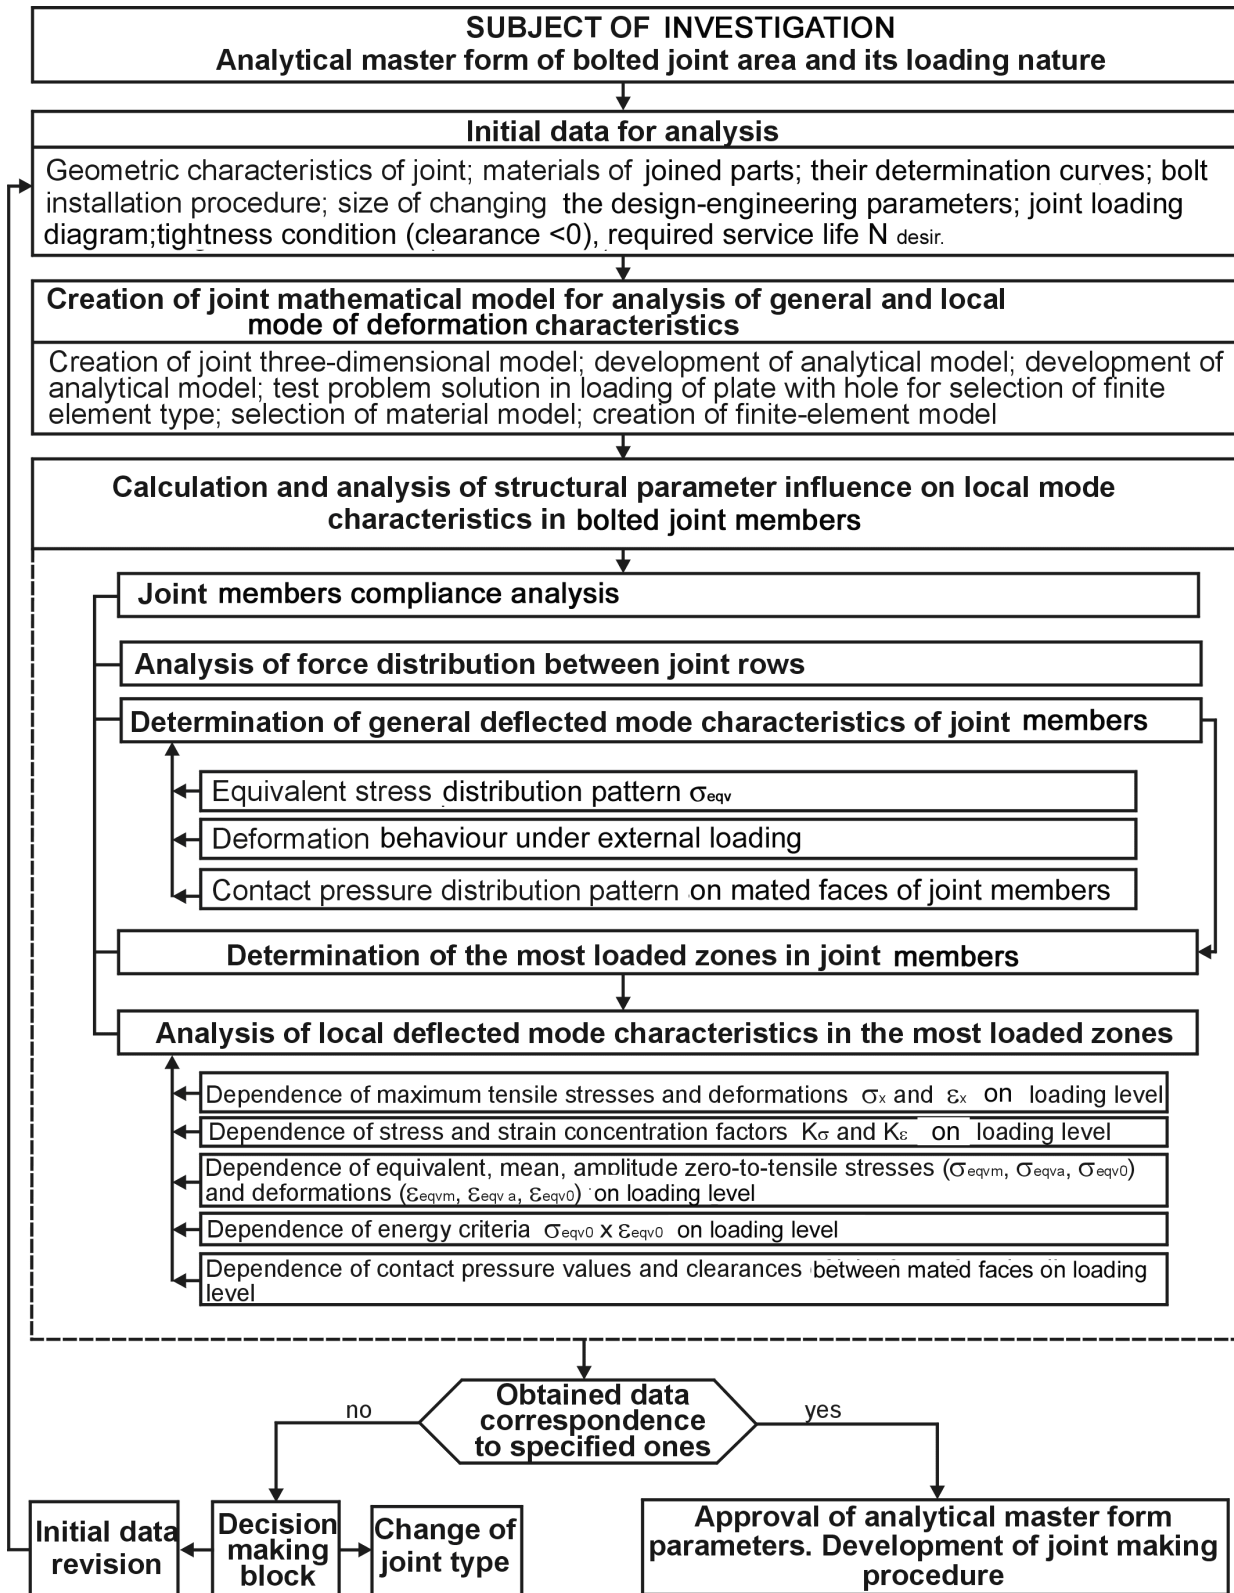 SUBJECT OF INVESTIGATION
Analytical master form of bolted joint area and its loading nature
Initial data for analysis
Geometric characteristics of joint; materials of joined parts; their determination curves; bolt
installation procedure; size of changing the design-engineering parameters; joint loading
diagram;tightness condition (clearance <0), required service life N desir.
Creation of joint mathematical model for analysis of general and local
mode of deformation characteristics
Creation of joint three-dimensional model; development of analytical model; development of
analytical model; test problem solution in loading of plate with hole for selection of finite
element type; selection of material model; creation of finite-element model
Calculation and analysis of structural parameter influence on local mode
characteristics in bolted joint members
Joint members compliance analysis
Analysis of force distribution between joint rows
Determination of general deflected mode characteristics of joint members
Equivalent stress distribution pattern σeqv
Deformation behaviour under external loading
Contact pressure distribution pattern on mated faces of joint members
Determination of the most loaded zones in joint members
Analysis of local deflected mode characteristics in the most loaded zones
Dependence of maximum tensile stresses and deformations σx and εx on loading level
Dependence of stress and strain concentration factors Kσ and Kε on loading level
Dependence of equivalent, mean, amplitude zero-to-tensile stresses (σeqvm, σeqva, σeqv0)
and deformations (εeqvm, εeqv a, εeqv0) on loading level
Dependence of energy criteria σeqv0 x εeqv0 on loading level
Dependence of contact pressure values and clearances between mated faces on loading
level
Obtained data
correspondence
to specified ones
no
yes
Initial data
revision
Decision
making
block
Change of
joint type
Approval of analytical master form
parameters. Development of joint making
procedure